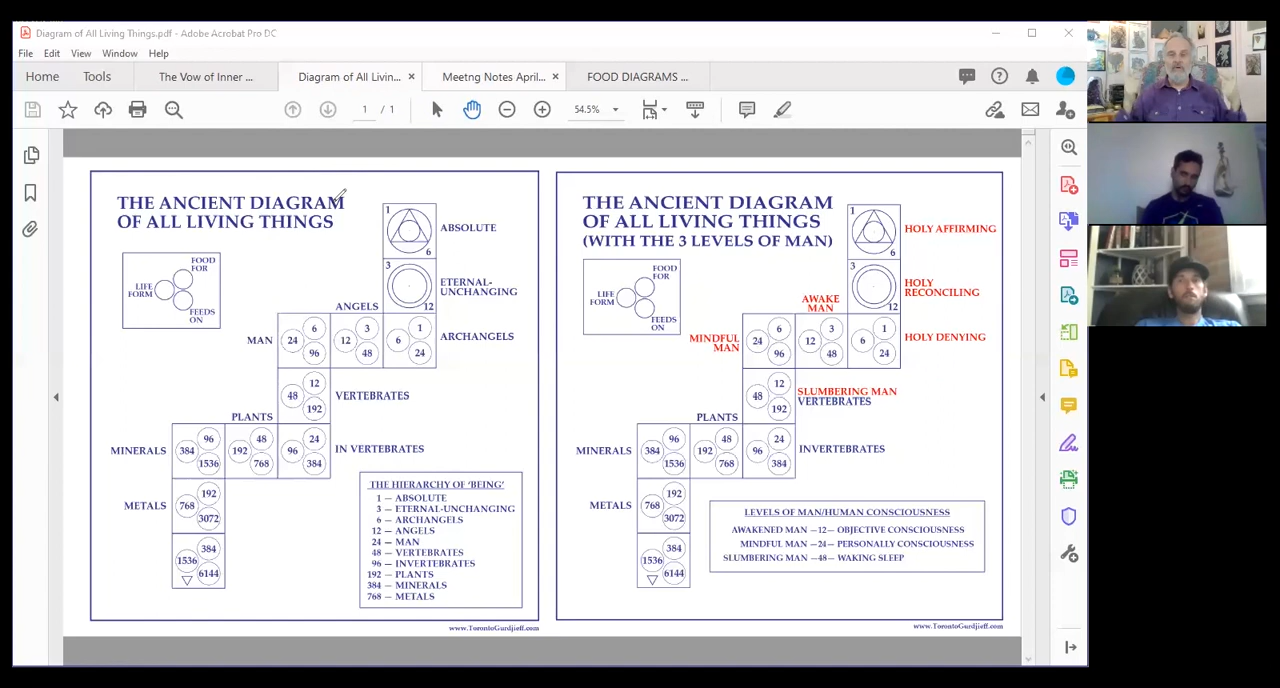 Diagram of All Living Things.pdf - Adobe Acrobat Pro DC
File Edit View Window Help
Home Tools The Vow of Inner ... Diagram of All Livin... × Meetng Notes April... × FOOD DIAGRAMS ...
1 / 1 54.5%
THE ANCIENT DIAGRAM
OF ALL LIVING THINGS
FOOD
FOR
LIFE
FORM
FEEDS
ON
1
6
ABSOLUTE
3
12
ETERNAL-
UNCHANGING
ANGELS
MAN
24 6 96
12 3 48
6 1 24
ARCHANGELS
48 12 192
VERTEBRATES
PLANTS
MINERALS
384 96 1536
192 48 768
96 24 384
IN VERTEBRATES
METALS
768 192 3072
1536 384 6144
THE HIERARCHY OF 'BEING'
1 — ABSOLUTE
3 — ETERNAL-UNCHANGING
6 — ARCHANGELS
12 — ANGELS
24 — MAN
48 — VERTEBRATES
96 — INVERTEBRATES
192 — PLANTS
384 — MINERALS
768 — METALS
www.TorontoGurdjieff.com
THE ANCIENT DIAGRAM
OF ALL LIVING THINGS
(WITH THE 3 LEVELS OF MAN)
FOOD
FOR
LIFE
FORM
FEEDS
ON
1
6
HOLY AFFIRMING
3
12
HOLY
RECONCILING
AWAKE
MAN
MINDFUL
MAN
24 6 96
12 3 48
6 1 24
HOLY DENYING
48 12 192
SLUMBERING MAN
VERTEBRATES
PLANTS
MINERALS
384 96 1536
192 48 768
96 24 384
INVERTEBRATES
METALS
768 192 3072
1536 384 6144
LEVELS OF MAN/HUMAN CONSCIOUSNESS
AWAKENED MAN —12— OBJECTIVE CONSCIOUSNESS
MINDFUL MAN —24— PERSONALLY CONSCIOUSNESS
SLUMBERING MAN —48— WAKING SLEEP
www.TorontoGurdjieff.com